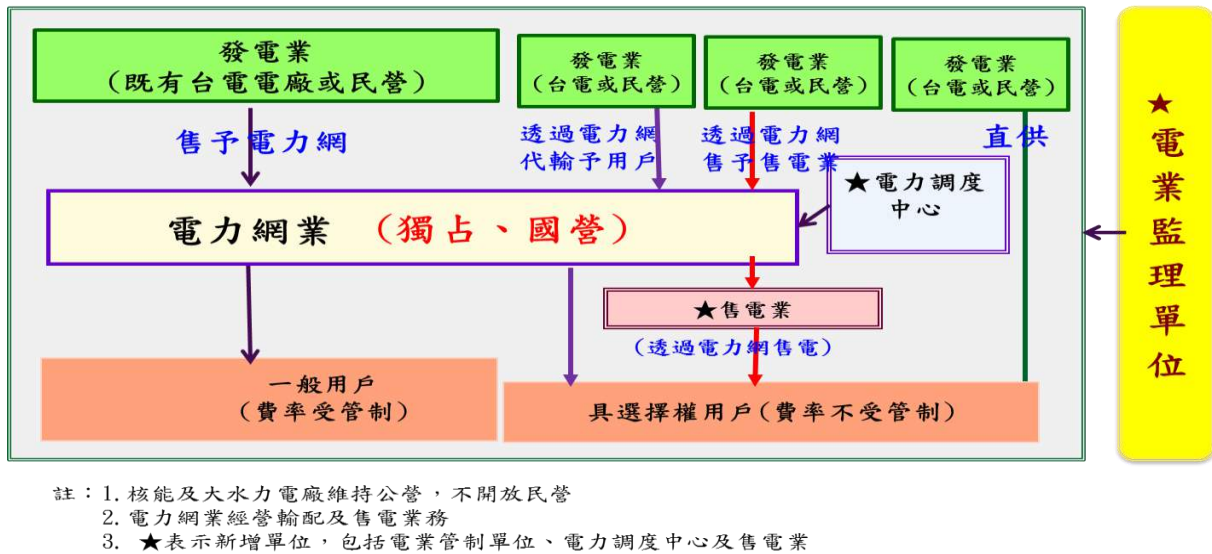 發電業
(既有台電電廠或民營)
發電業
(台電或民營)
發電業
(台電或民營)
發電業
(台電或民營)
售予電力網
透過電力網
代輸予用戶
透過電力網
售予售電業
直供
★電力調度
中心
電力網業 (獨占、國營)
★售電業
(透過電力網售電)
一般用戶
(費率受管制)
具選擇權用戶(費率不受管制)
★
電
業
監
理
單
位
註：1. 核能及大水力電廠維持公營，不開放民營
2. 電力網業經營輸配及售電業務
3. ★表示新增單位，包括電業管制單位、電力調度中心及售電業